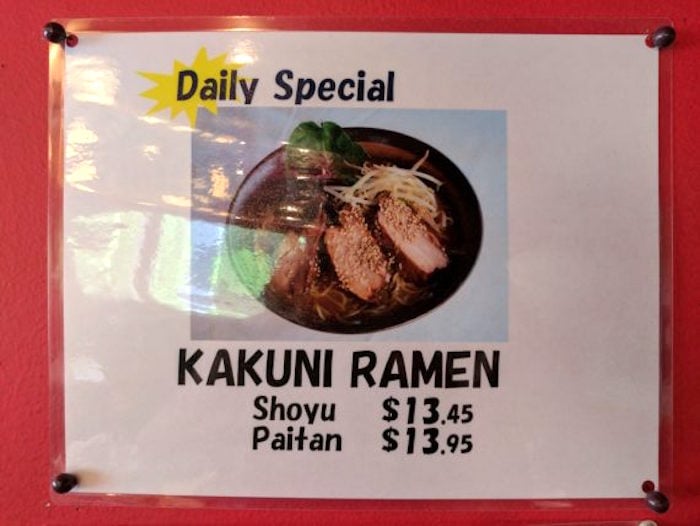 Daily Special
KAKUNI RAMEN
Shoyu $13.45
Paitan $13.95